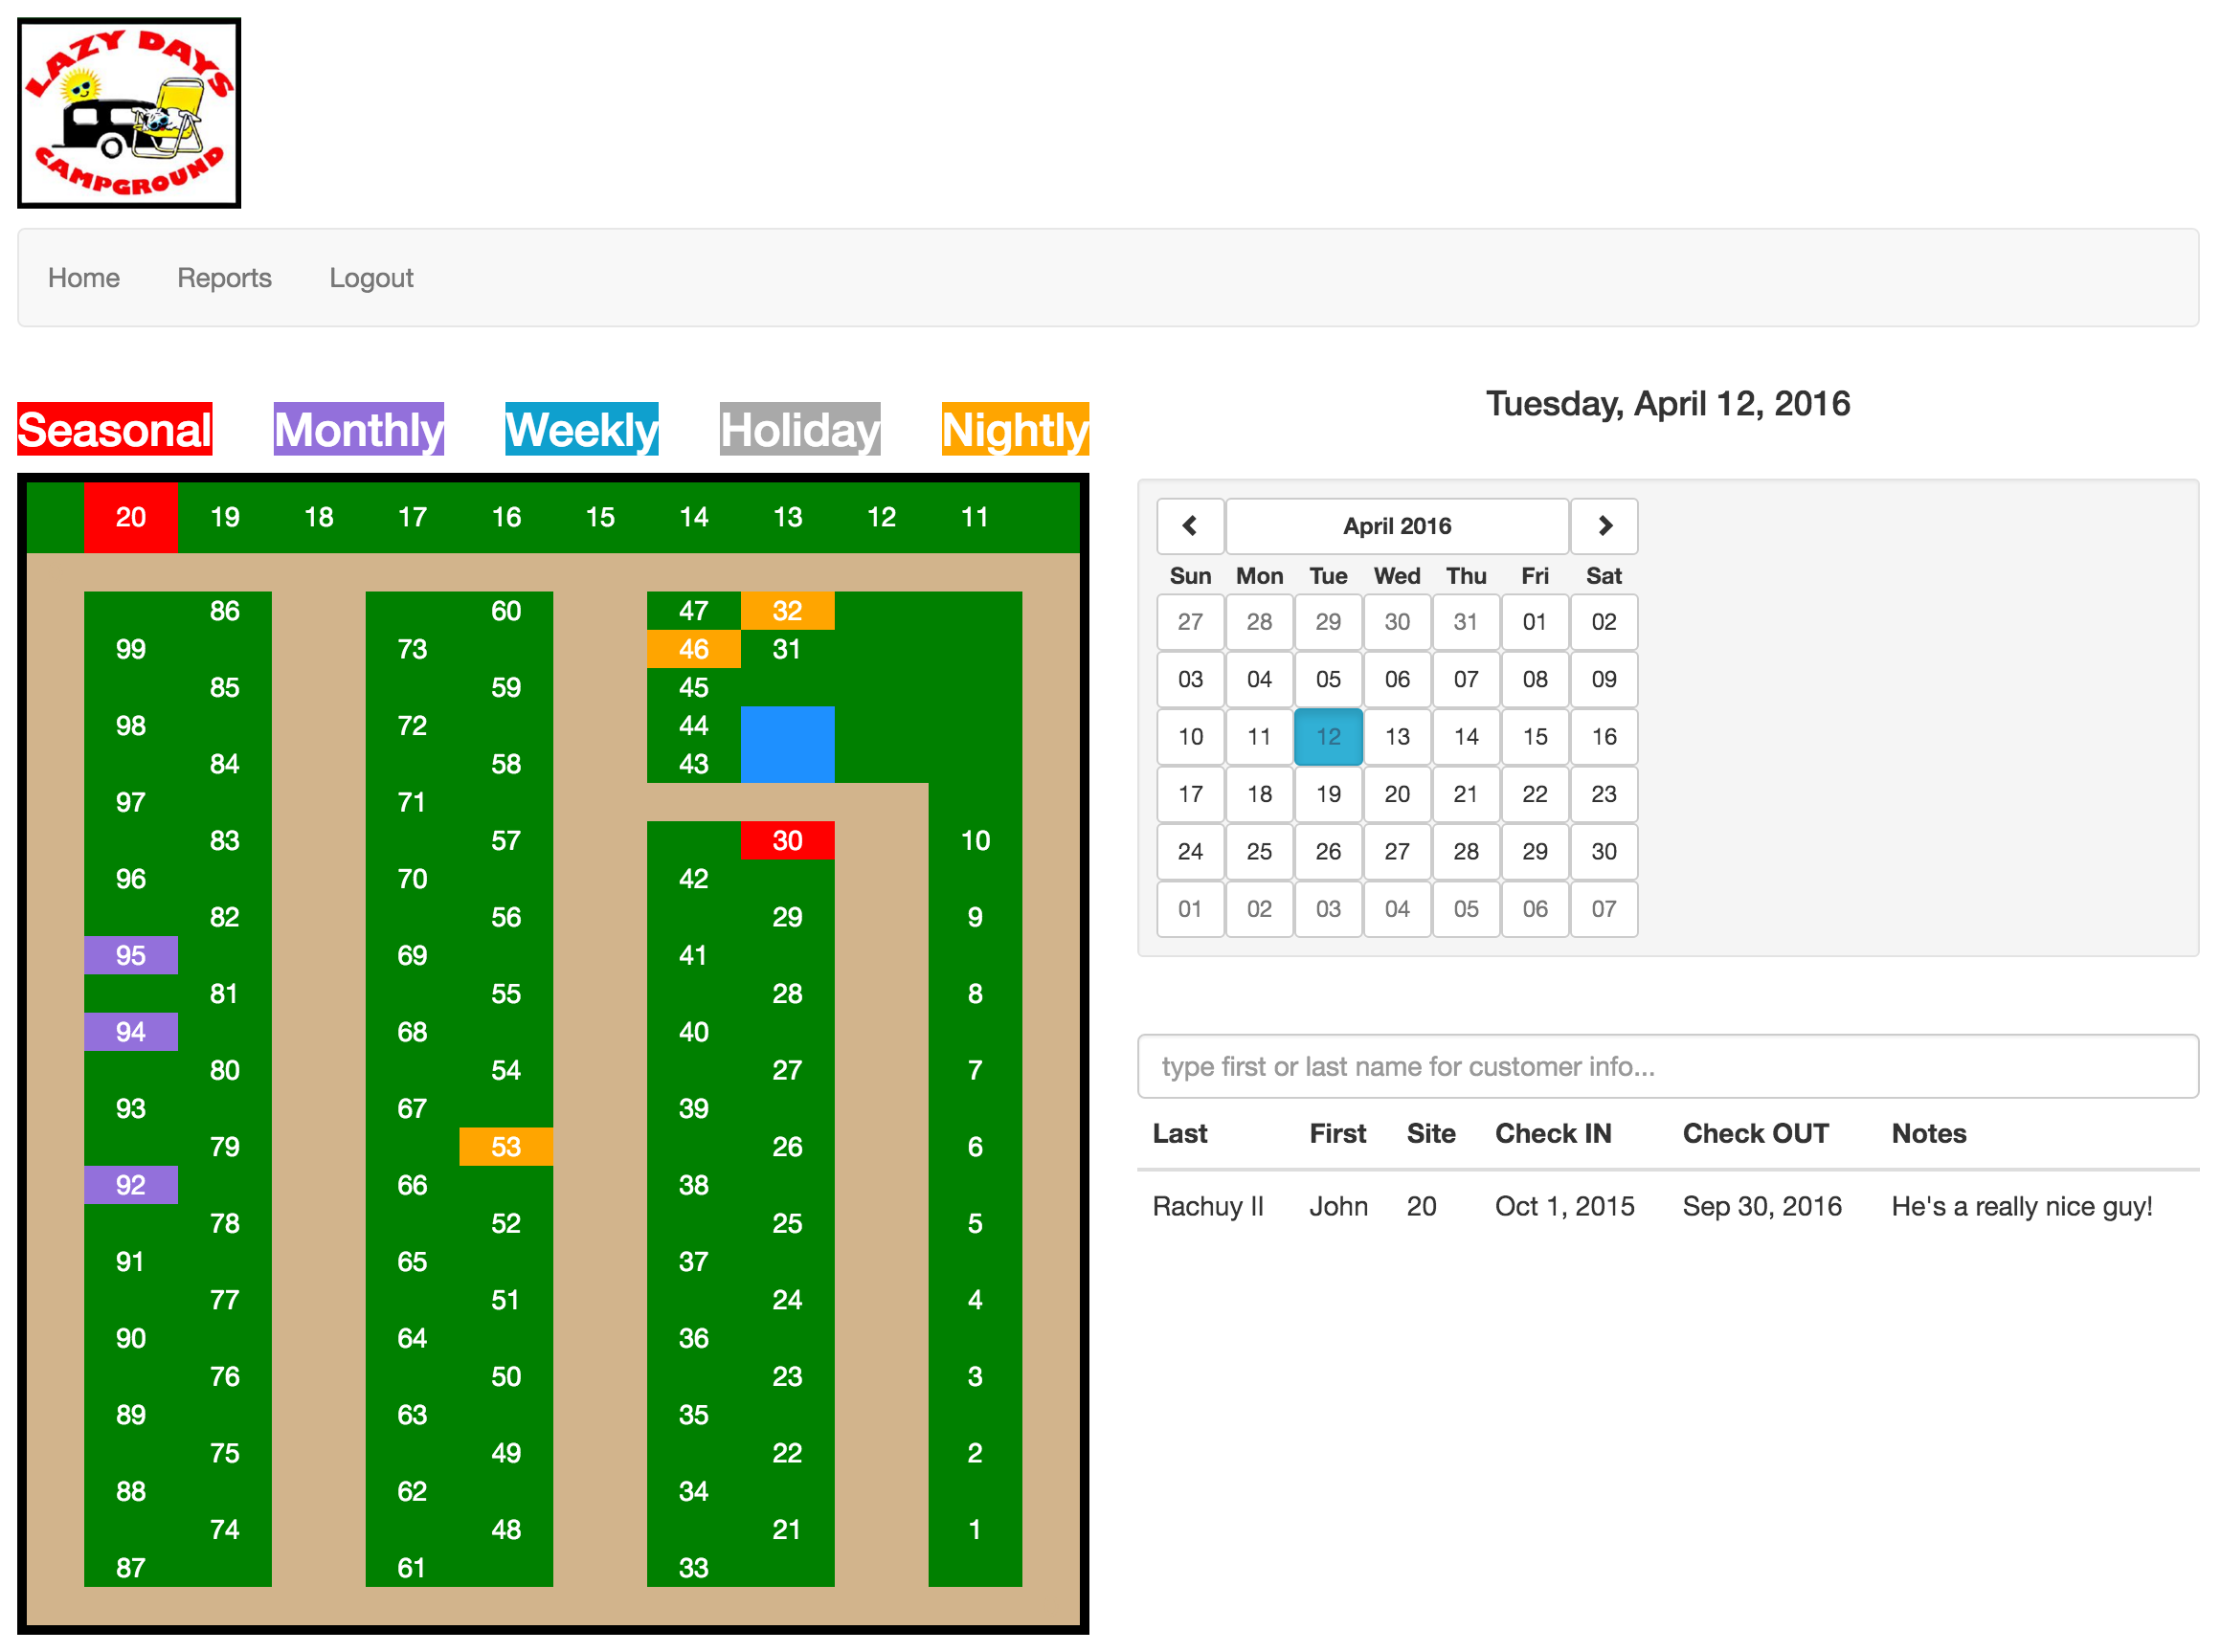 LAZY DAYS
CAMPGROUND
Home Reports Logout
Seasonal Monthly Weekly Holiday Nightly
20 19 18 17 16 15 14 13 12 11
86 60 47 32
99 73 46 31
85 59 45
98 72 44
84 58 43
97 71
83 57 30 10
96 70 42
82 56 29 9
95 69 41
81 55 28 8
94 68 40
80 54 27 7
93 67 39
79 53 26 6
92 66 38
78 52 25 5
91 65 37
77 51 24 4
90 64 36
76 50 23 3
89 63 35
75 49 22 2
88 62 34
74 48 21 1
87 61 33
Tuesday, April 12, 2016
April 2016
Sun Mon Tue Wed Thu Fri Sat
27 28 29 30 31 01 02
03 04 05 06 07 08 09
10 11 12 13 14 15 16
17 18 19 20 21 22 23
24 25 26 27 28 29 30
01 02 03 04 05 06 07
type first or last name for customer info...
Last First Site Check IN Check OUT Notes
Rachuy II John 20 Oct 1, 2015 Sep 30, 2016 He's a really nice guy!